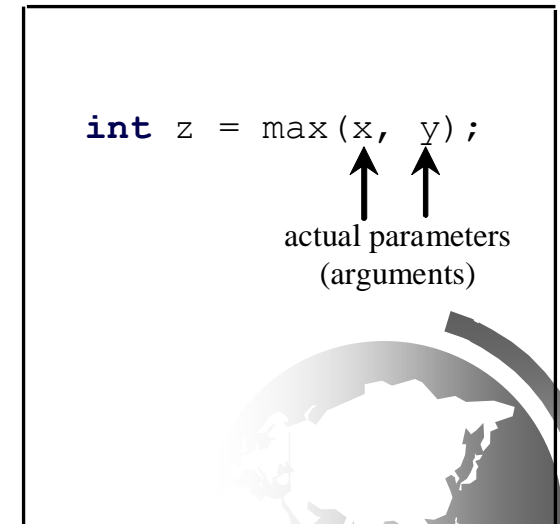 int z = max(x, y);
actual parameters
(arguments)